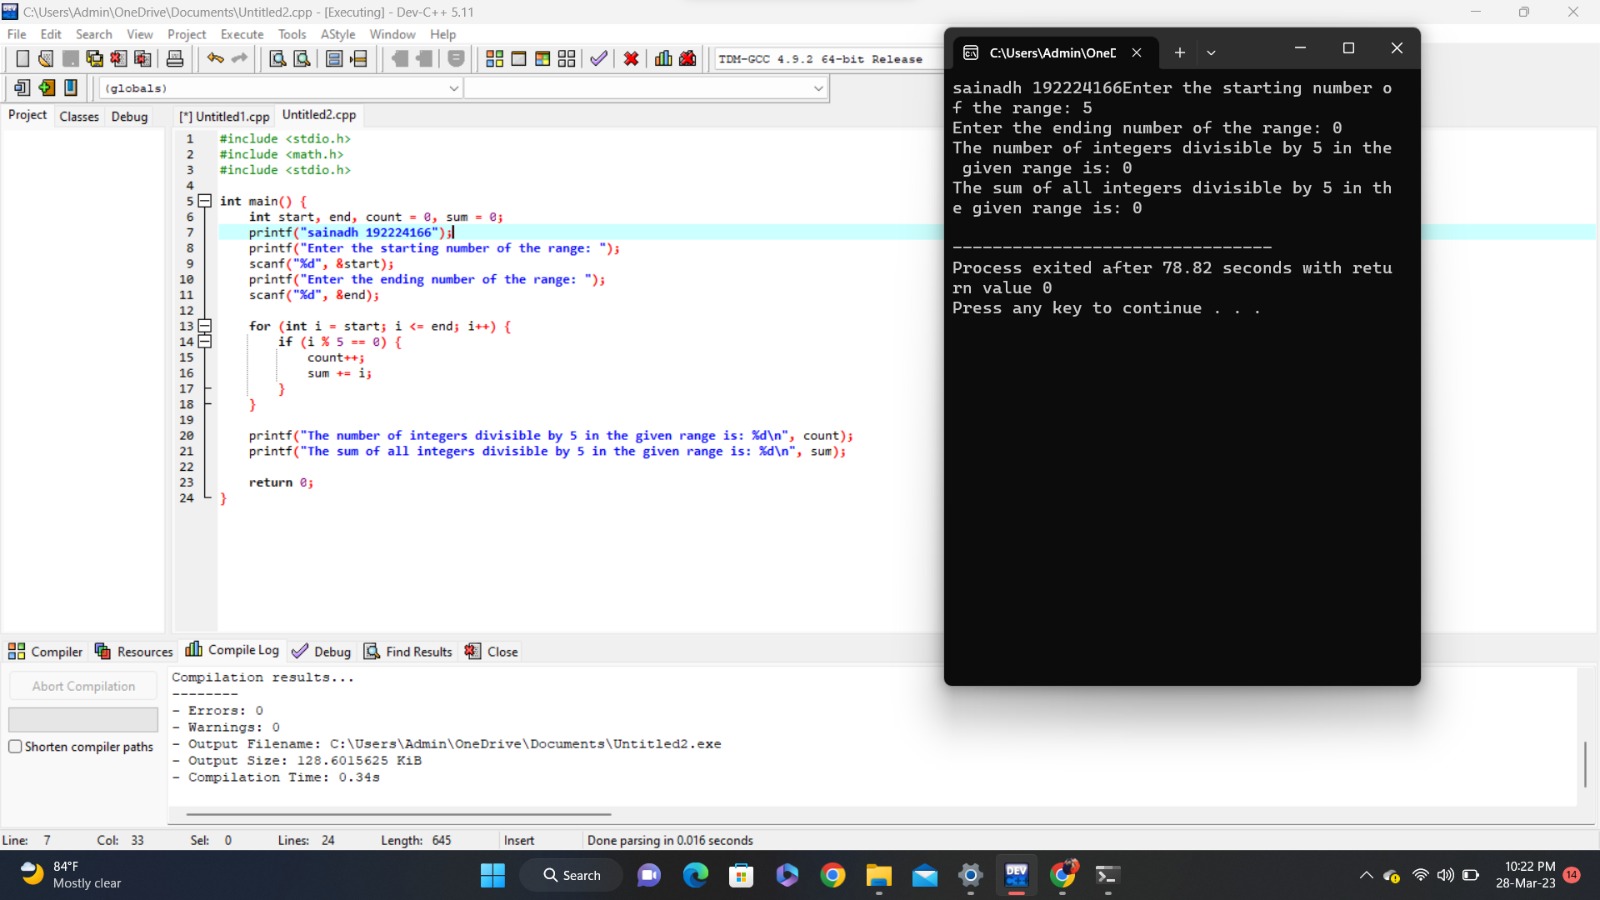 C:\Users\Admin\OneDrive\Documents\Untitled2.cpp - [Executing] - Dev-C++ 5.11
File Edit Search View Project Execute Tools AStyle Window Help
TDM-GCC 4.9.2 64-bit Release
(globals)
Project Classes Debug [*] Untitled1.cpp Untitled2.cpp
1 #include <stdio.h>
2 #include <math.h>
3 #include <stdio.h>
4
5 int main() {
6 int start, end, count = 0, sum = 0;
7 printf("sainadh 192224166");
8 printf("Enter the starting number of the range: ");
9 scanf("%d", &start);
10 printf("Enter the ending number of the range: ");
11 scanf("%d", &end);
12
13 for (int i = start; i <= end; i++) {
14 if (i % 5 == 0) {
15 count++;
16 sum += i;
17 }
18 }
19
20 printf("The number of integers divisible by 5 in the given range is: %d\n", count);
21 printf("The sum of all integers divisible by 5 in the given range is: %d\n", sum);
22
23 return 0;
24 }
C:\Users\Admin\OneD
sainadh 192224166Enter the starting number o
f the range: 5
Enter the ending number of the range: 0
The number of integers divisible by 5 in the
given range is: 0
The sum of all integers divisible by 5 in th
e given range is: 0
--------------------------------
Process exited after 78.82 seconds with retu
rn value 0
Press any key to continue . . .
Compiler Resources Compile Log Debug Find Results Close
Abort Compilation
Shorten compiler paths
Compilation results...
--------
- Errors: 0
- Warnings: 0
- Output Filename: C:\Users\Admin\OneDrive\Documents\Untitled2.exe
- Output Size: 128.6015625 KiB
- Compilation Time: 0.34s
Line: 7 Col: 33 Sel: 0 Lines: 24 Length: 645 Insert Done parsing in 0.016 seconds
84°F
Mostly clear
Search
DEV
C++
10:22 PM
28-Mar-23
14